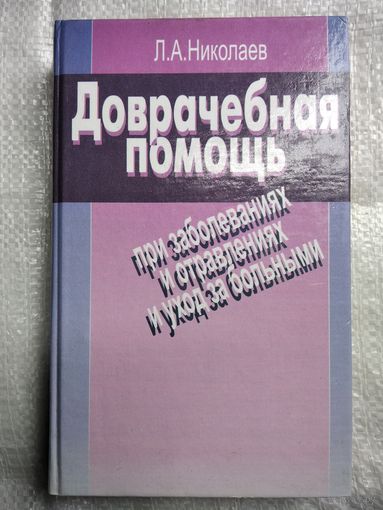 Л.А.Николаев
Доврачебная
помощь
при заболеваниях
и отравлениях
и уход за больными